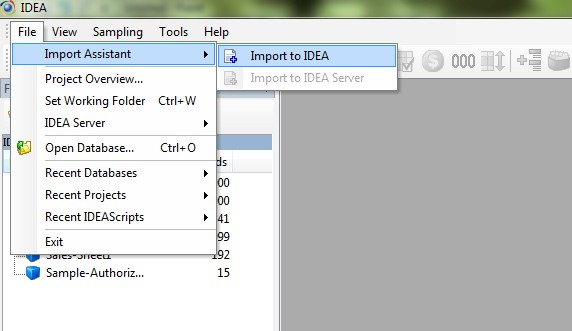 IDEA
File View Sampling Tools Help
Import Assistant
Import to IDEA
Import to IDEA Server
Project Overview...
Set Working Folder Ctrl+W
IDEA Server
Open Database... Ctrl+O
Recent Databases
Recent Projects
Recent IDEAScripts
Exit
000
F
ID
ds
00
00
41
99
Sales-Sheet1 192
Sample-Authoriz... 15